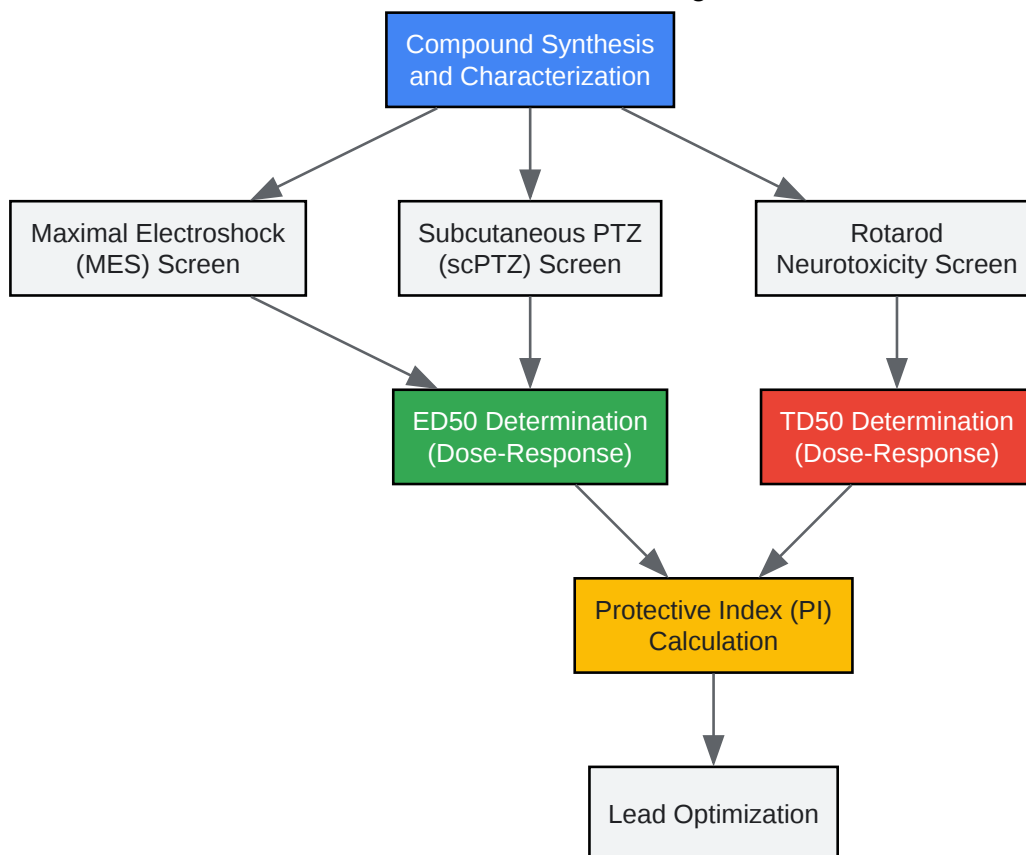 Compound Synthesis
and Characterization
Maximal Electroshock
(MES) Screen
Subcutaneous PTZ
(scPTZ) Screen
Rotarod
Neurotoxicity Screen
ED50 Determination
(Dose-Response)
TD50 Determination
(Dose-Response)
Protective Index (PI)
Calculation
Lead Optimization